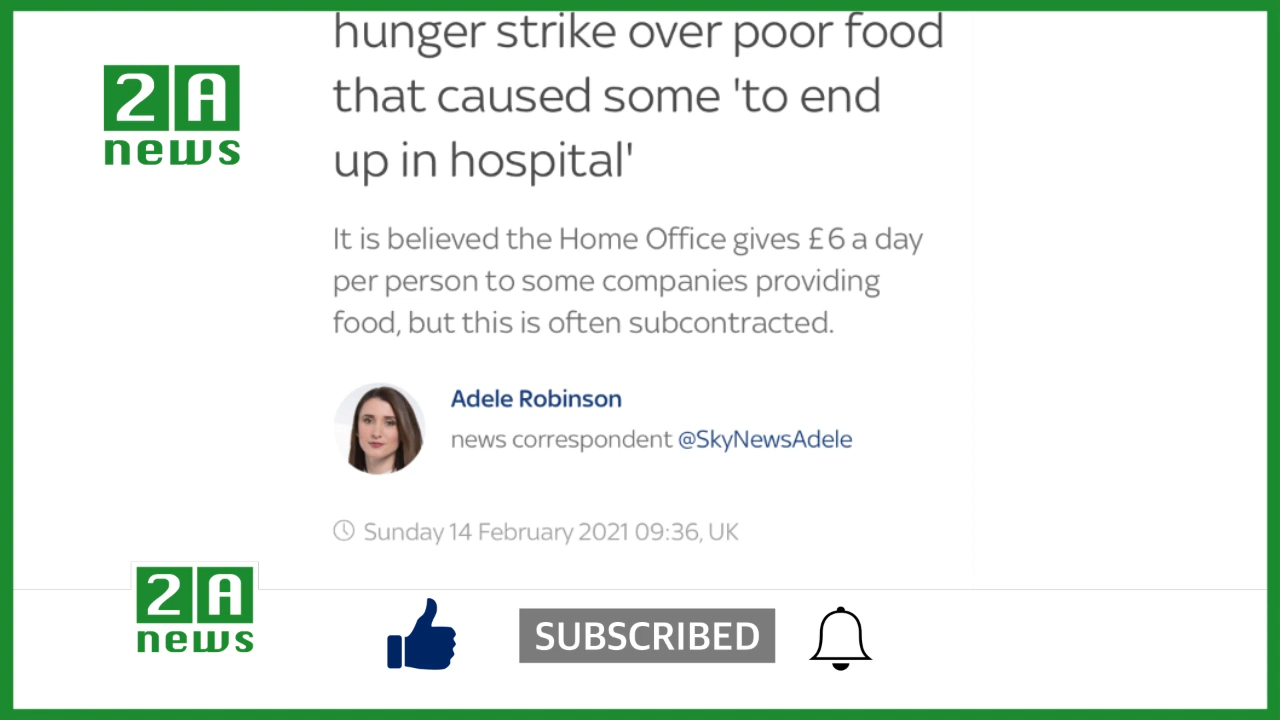 2A
news
hunger strike over poor food
that caused some 'to end
up in hospital'
It is believed the Home Office gives £6 a day
per person to some companies providing
food, but this is often subcontracted.
Adele Robinson
news correspondent @SkyNewsAdele
Sunday 14 February 2021 09:36, UK
2A
news
SUBSCRIBED